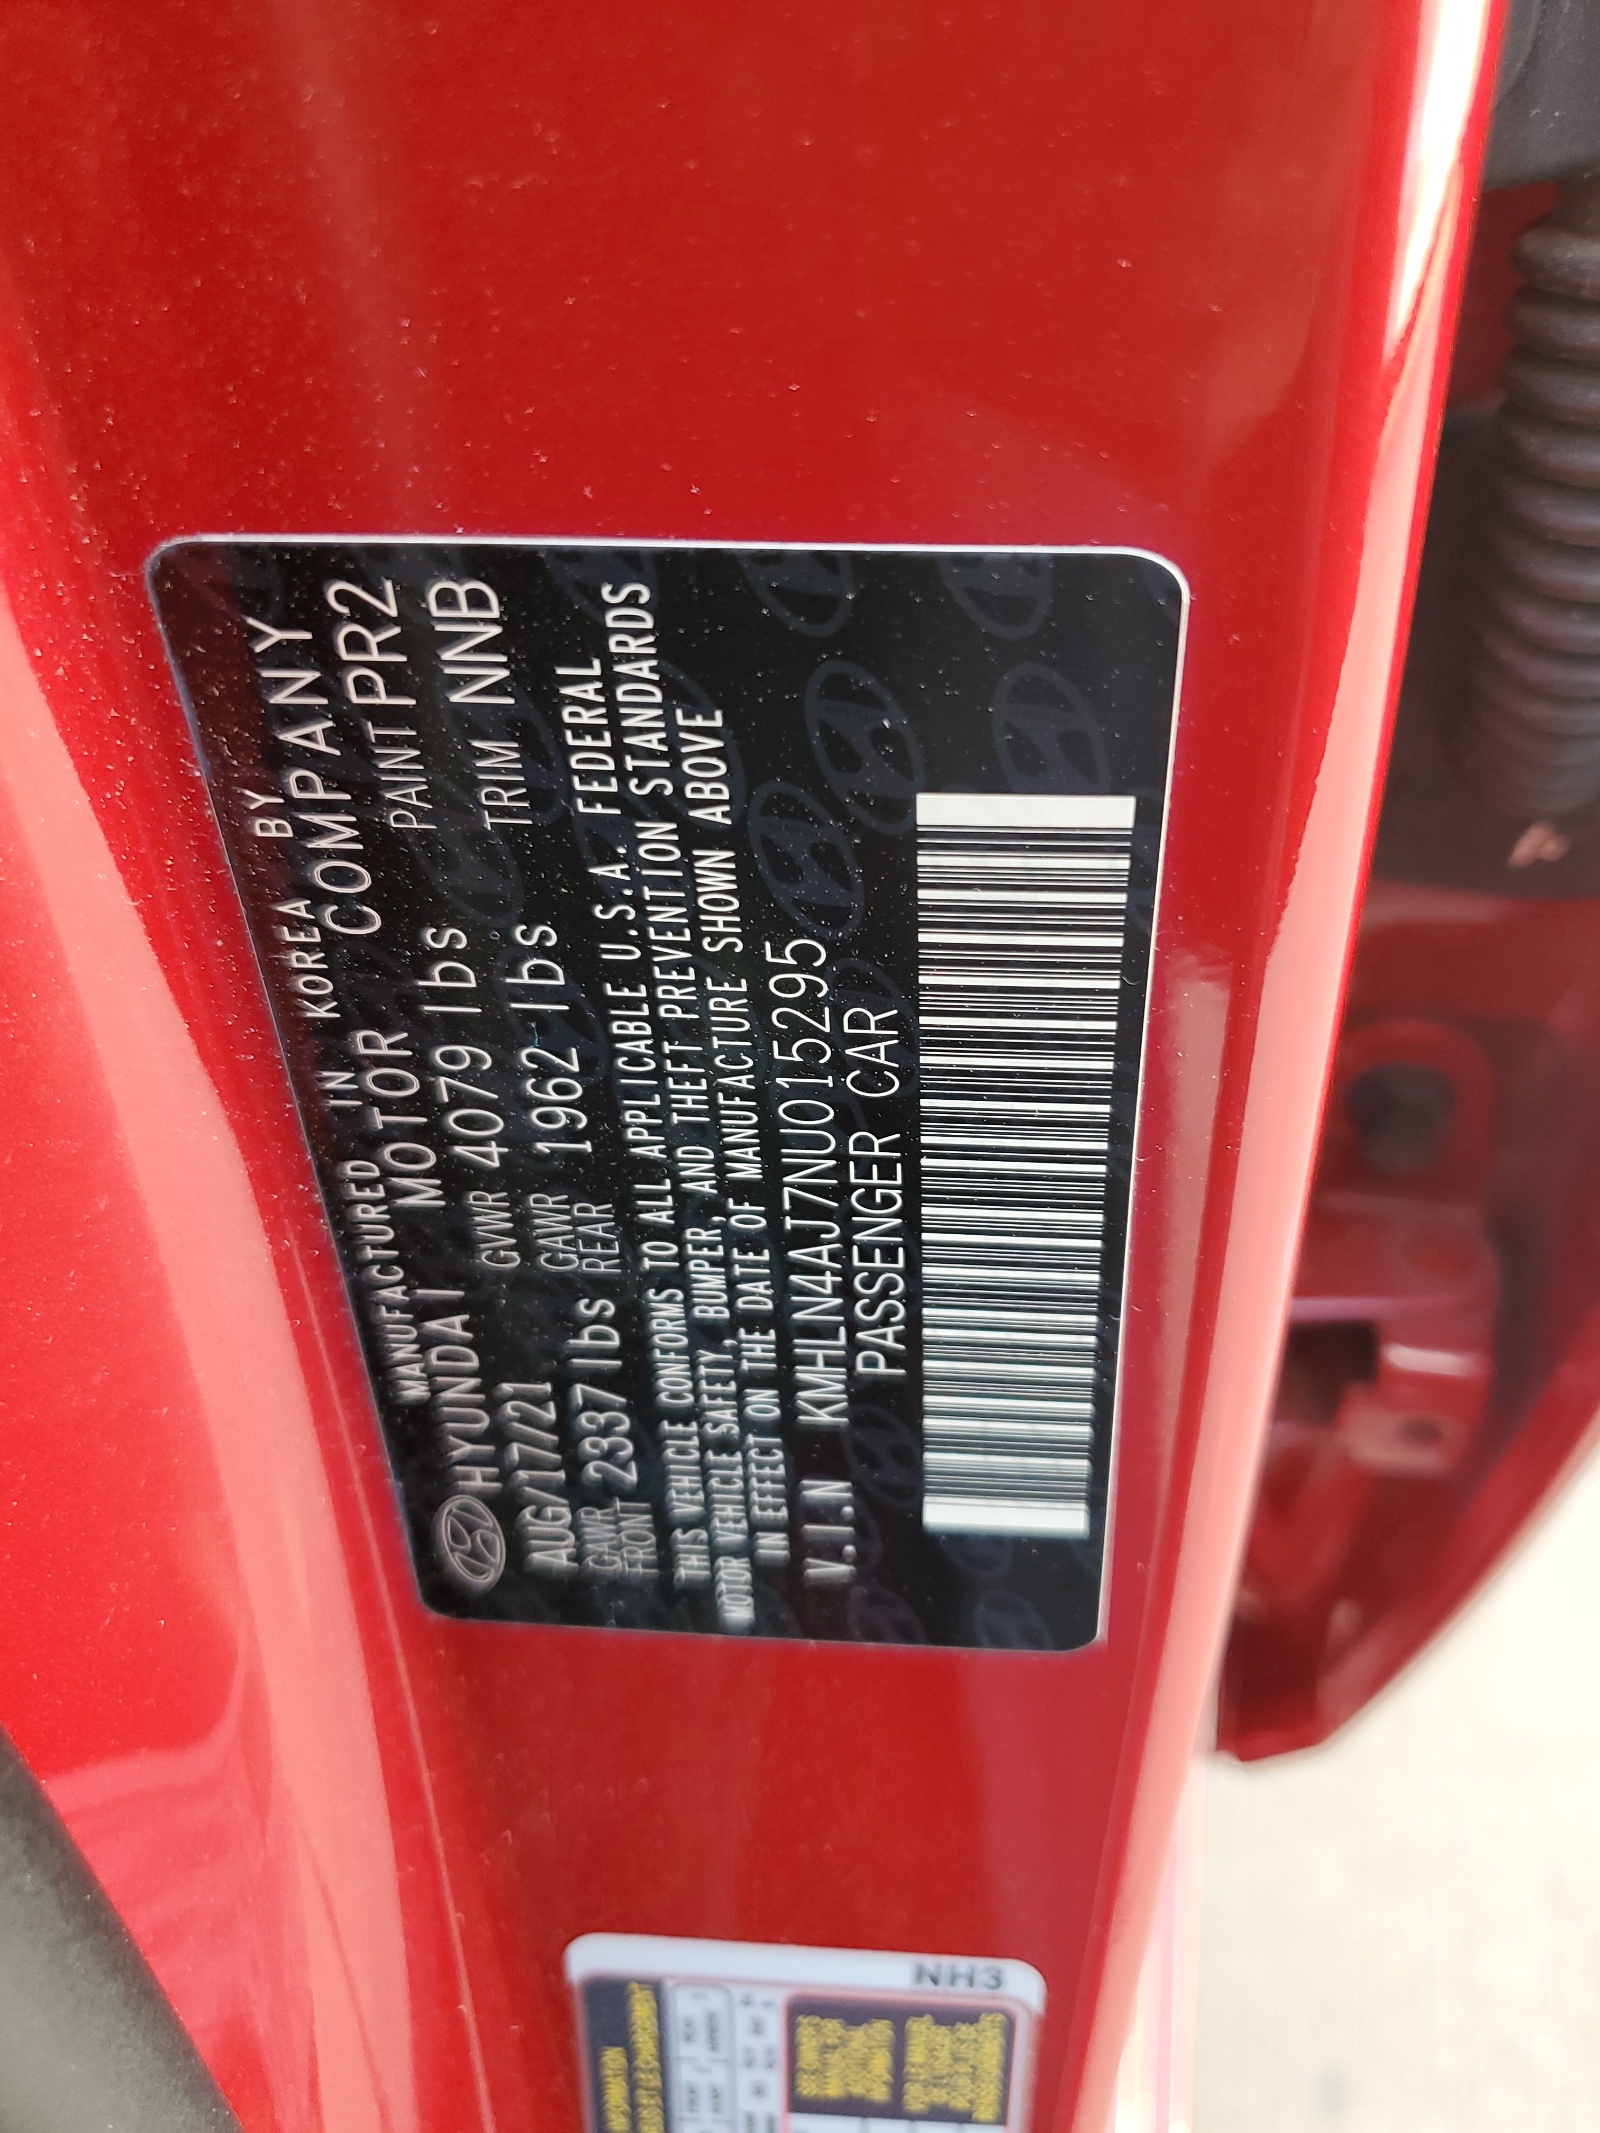 MANUFACTURED IN KOREA BY
HYUNDAI MOTOR COMPANY
AUG/17/21 GVWR 4079 lbs PAINT PR2
GAWR FRONT 2337 lbs GAWR REAR 1962 lbs TRIM NNB
THIS VEHICLE CONFORMS TO ALL APPLICABLE U.S.A. FEDERAL
MOTOR VEHICLE SAFETY, BUMPER, AND THEFT PREVENTION STANDARDS
IN EFFECT ON THE DATE OF MANUFACTURE SHOWN ABOVE
V.I.N KMHLN4AJ7NU015295
PASSENGER CAR
NH3